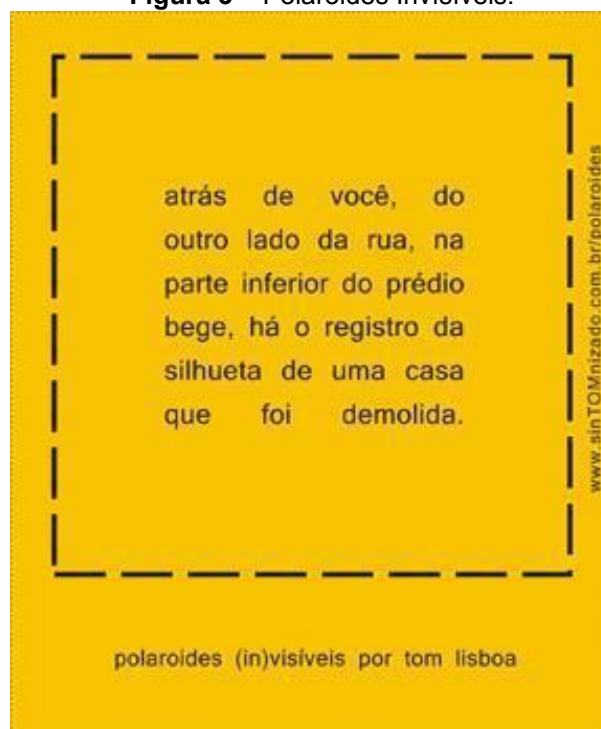 Figura – Polaroides invisíveis.
atrás de você, do
outro lado da rua, na
parte inferior do prédio
bege, há o registro da
silhueta de uma casa
que foi demolida.
www.sinTOMnizado.com.br/polaroides
polaroides (in)visíveis por tom lisboa